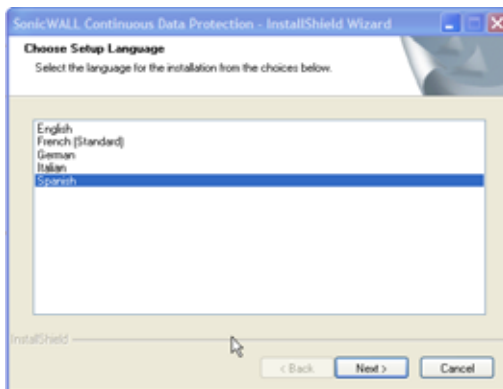 SonicWALL Continuous Data Protection - InstallShield Wizard
Choose Setup Language
Select the language for the installation from the choices below.
English
French (Standard)
German
Italian
Spanish
InstallShield
< Back
Next >
Cancel